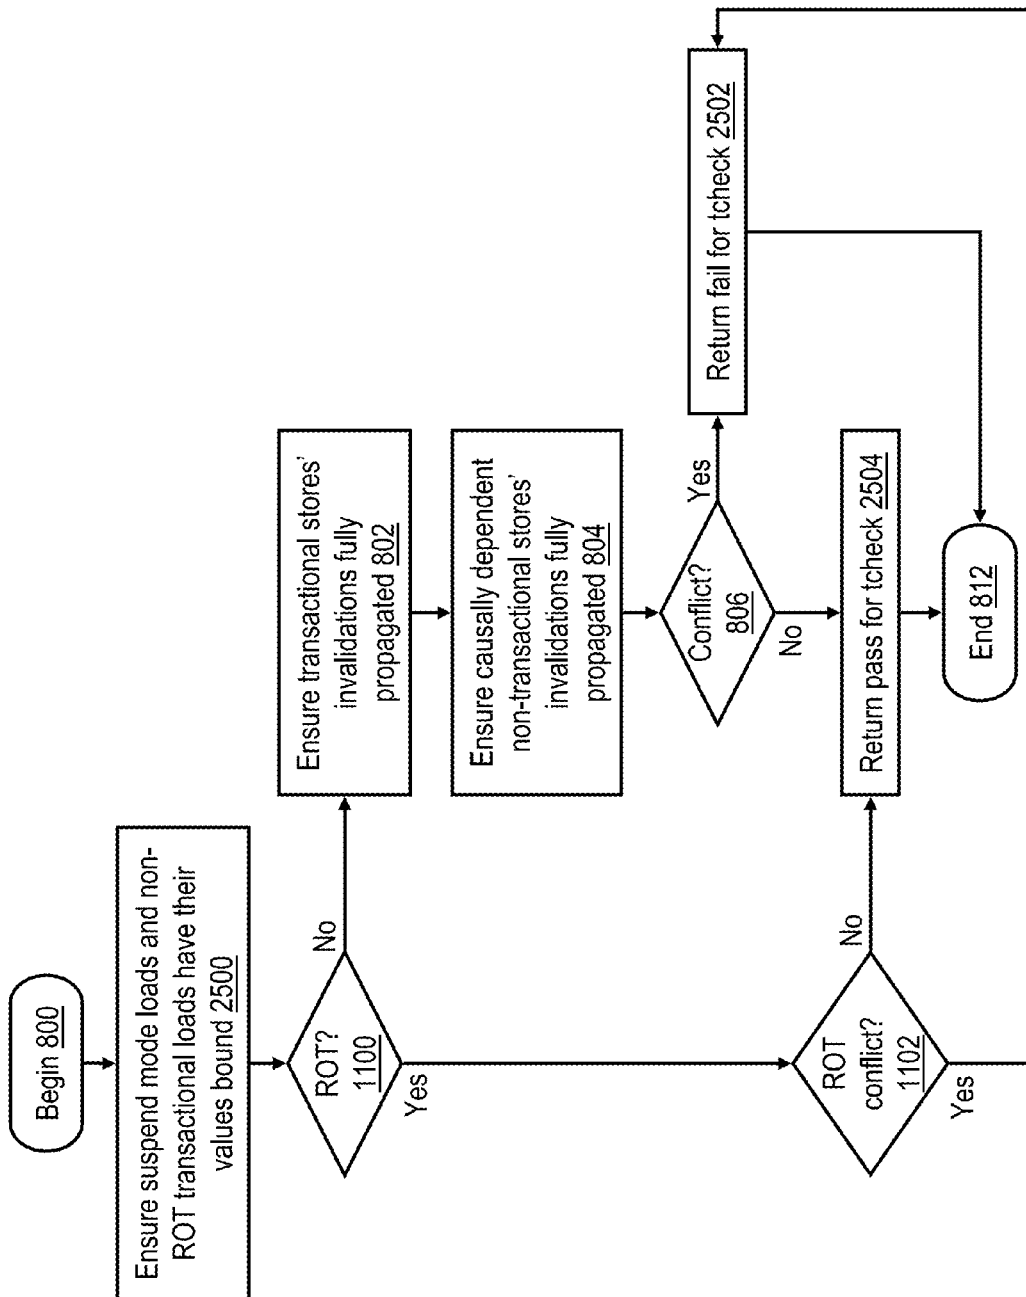 Begin 800
Ensure suspend mode loads and non-
ROT transactional loads have their
values bound 2500
ROT?
1100
No
Yes
Ensure transactional stores’
invalidations fully
propagated 802
Ensure causally dependent
non-transactional stores’
invalidations fully
propagated 804
Conflict?
806
Yes
No
Return fail for tcheck 2502
ROT
conflict?
1102
No
Yes
Return pass for tcheck 2504
End 812